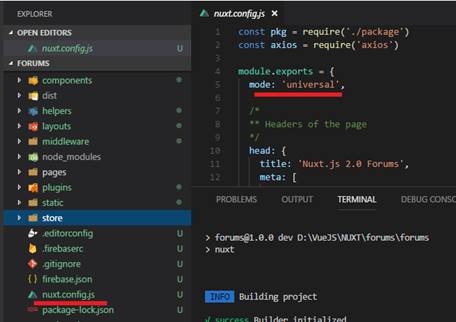 EXPLORER
OPEN EDITORS
nuxt.config.js U
FORUMS
components
dist
helpers
layouts
middleware
node_modules
pages
plugins
static
store
.editorconfig U
.firebaserc U
.gitignore U
firebase.json U
nuxt.config.js U
package-lock.json U
nuxt.config.js
1 const pkg = require('./package')
2 const axios = require('axios')
3
4 module.exports = {
5 mode: 'universal',
6
7 /*
8 ** Headers of the page
9 */
10 head: {
11 title: 'Nuxt.js 2.0 Forums',
12 meta: [
PROBLEMS OUTPUT TERMINAL DEBUG CONSO
> forums@1.0.0 dev D:\VueJS\NUXT\forums\forums
> nuxt
INFO Building project
√ success Builder initialized